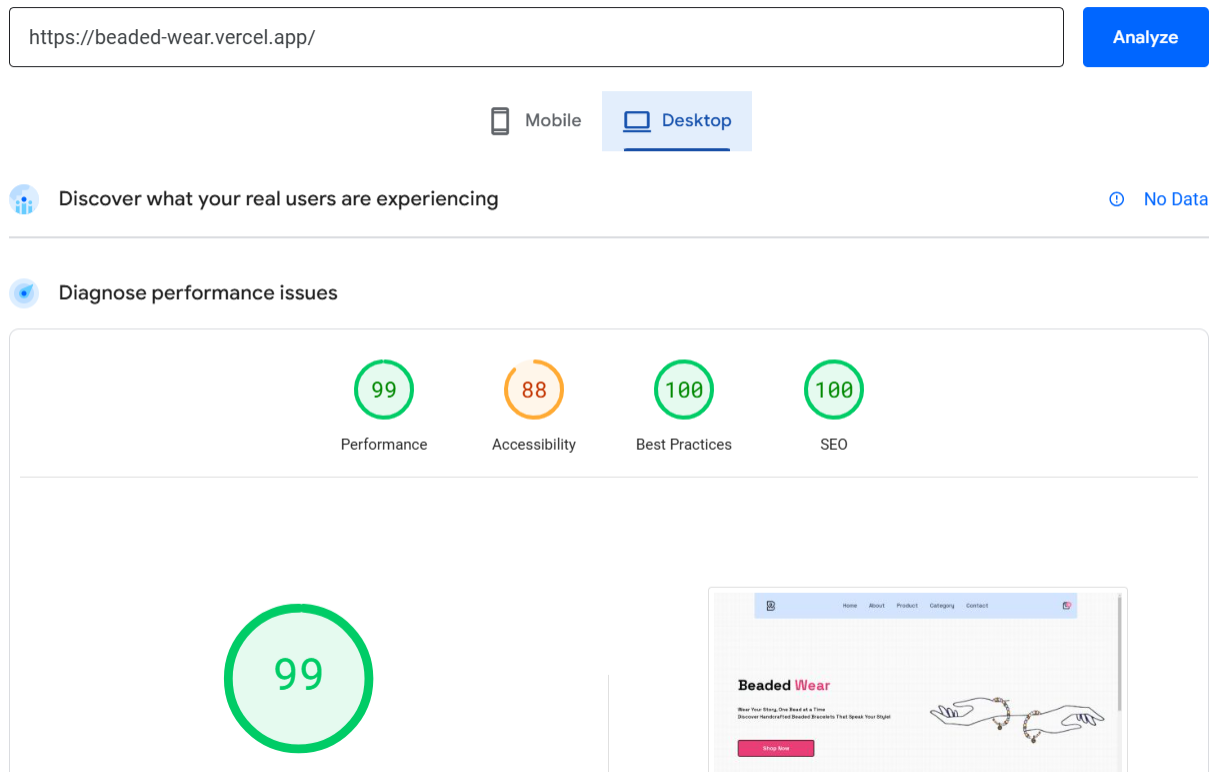 https://beaded-wear.vercel.app/
Analyze
Mobile
Desktop
Discover what your real users are experiencing
No Data
Diagnose performance issues
99
88
100
100
Performance
Accessibility
Best Practices
SEO
99
Home About Product Category Contact
Beaded Wear
Wear Your Story, One Bead at a Time
Discover Handcrafted Beaded Bracelets That Speak Your Style!
Shop Now